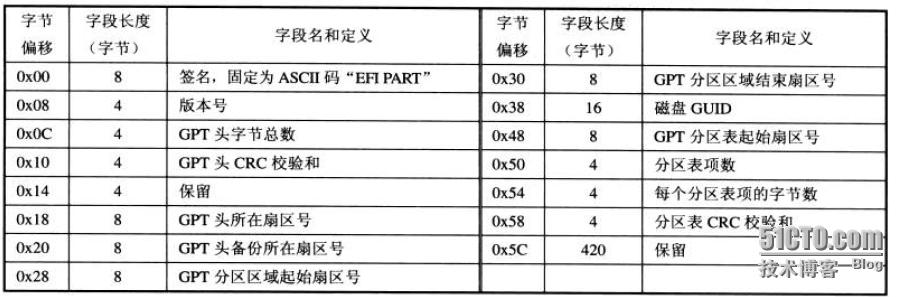 字节偏移 字段长度（字节） 字段名和定义
0x00 8 签名，固定为 ASCII 码“EFI PART”
0x08 4 版本号
0x0C 4 GPT 头字节总数
0x10 4 GPT 头 CRC 校验和
0x14 4 保留
0x18 8 GPT 头所在扇区号
0x20 8 GPT 头备份所在扇区号
0x28 8 GPT 分区区域起始扇区号
字节偏移 字段长度（字节） 字段名和定义
0x30 8 GPT 分区区域结束扇区号
0x38 16 磁盘 GUID
0x48 8 GPT 分区表起始扇区号
0x50 4 分区表项数
0x54 4 每个分区表项的字节数
0x58 4 分区表 CRC 校验和
0x5C 420 保留
51CTO.com
技术博客 Blog